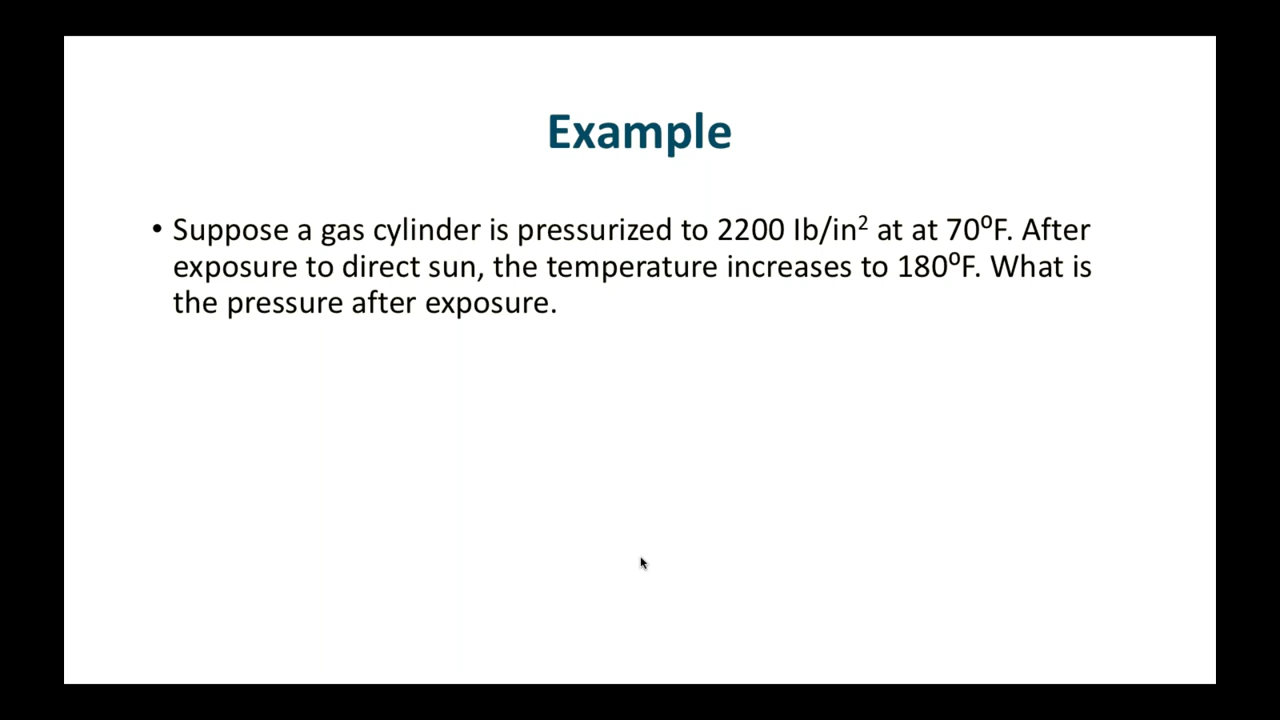 Example
• Suppose a gas cylinder is pressurized to 2200 lb/in² at at 70⁰F. After
exposure to direct sun, the temperature increases to 180⁰F. What is
the pressure after exposure.